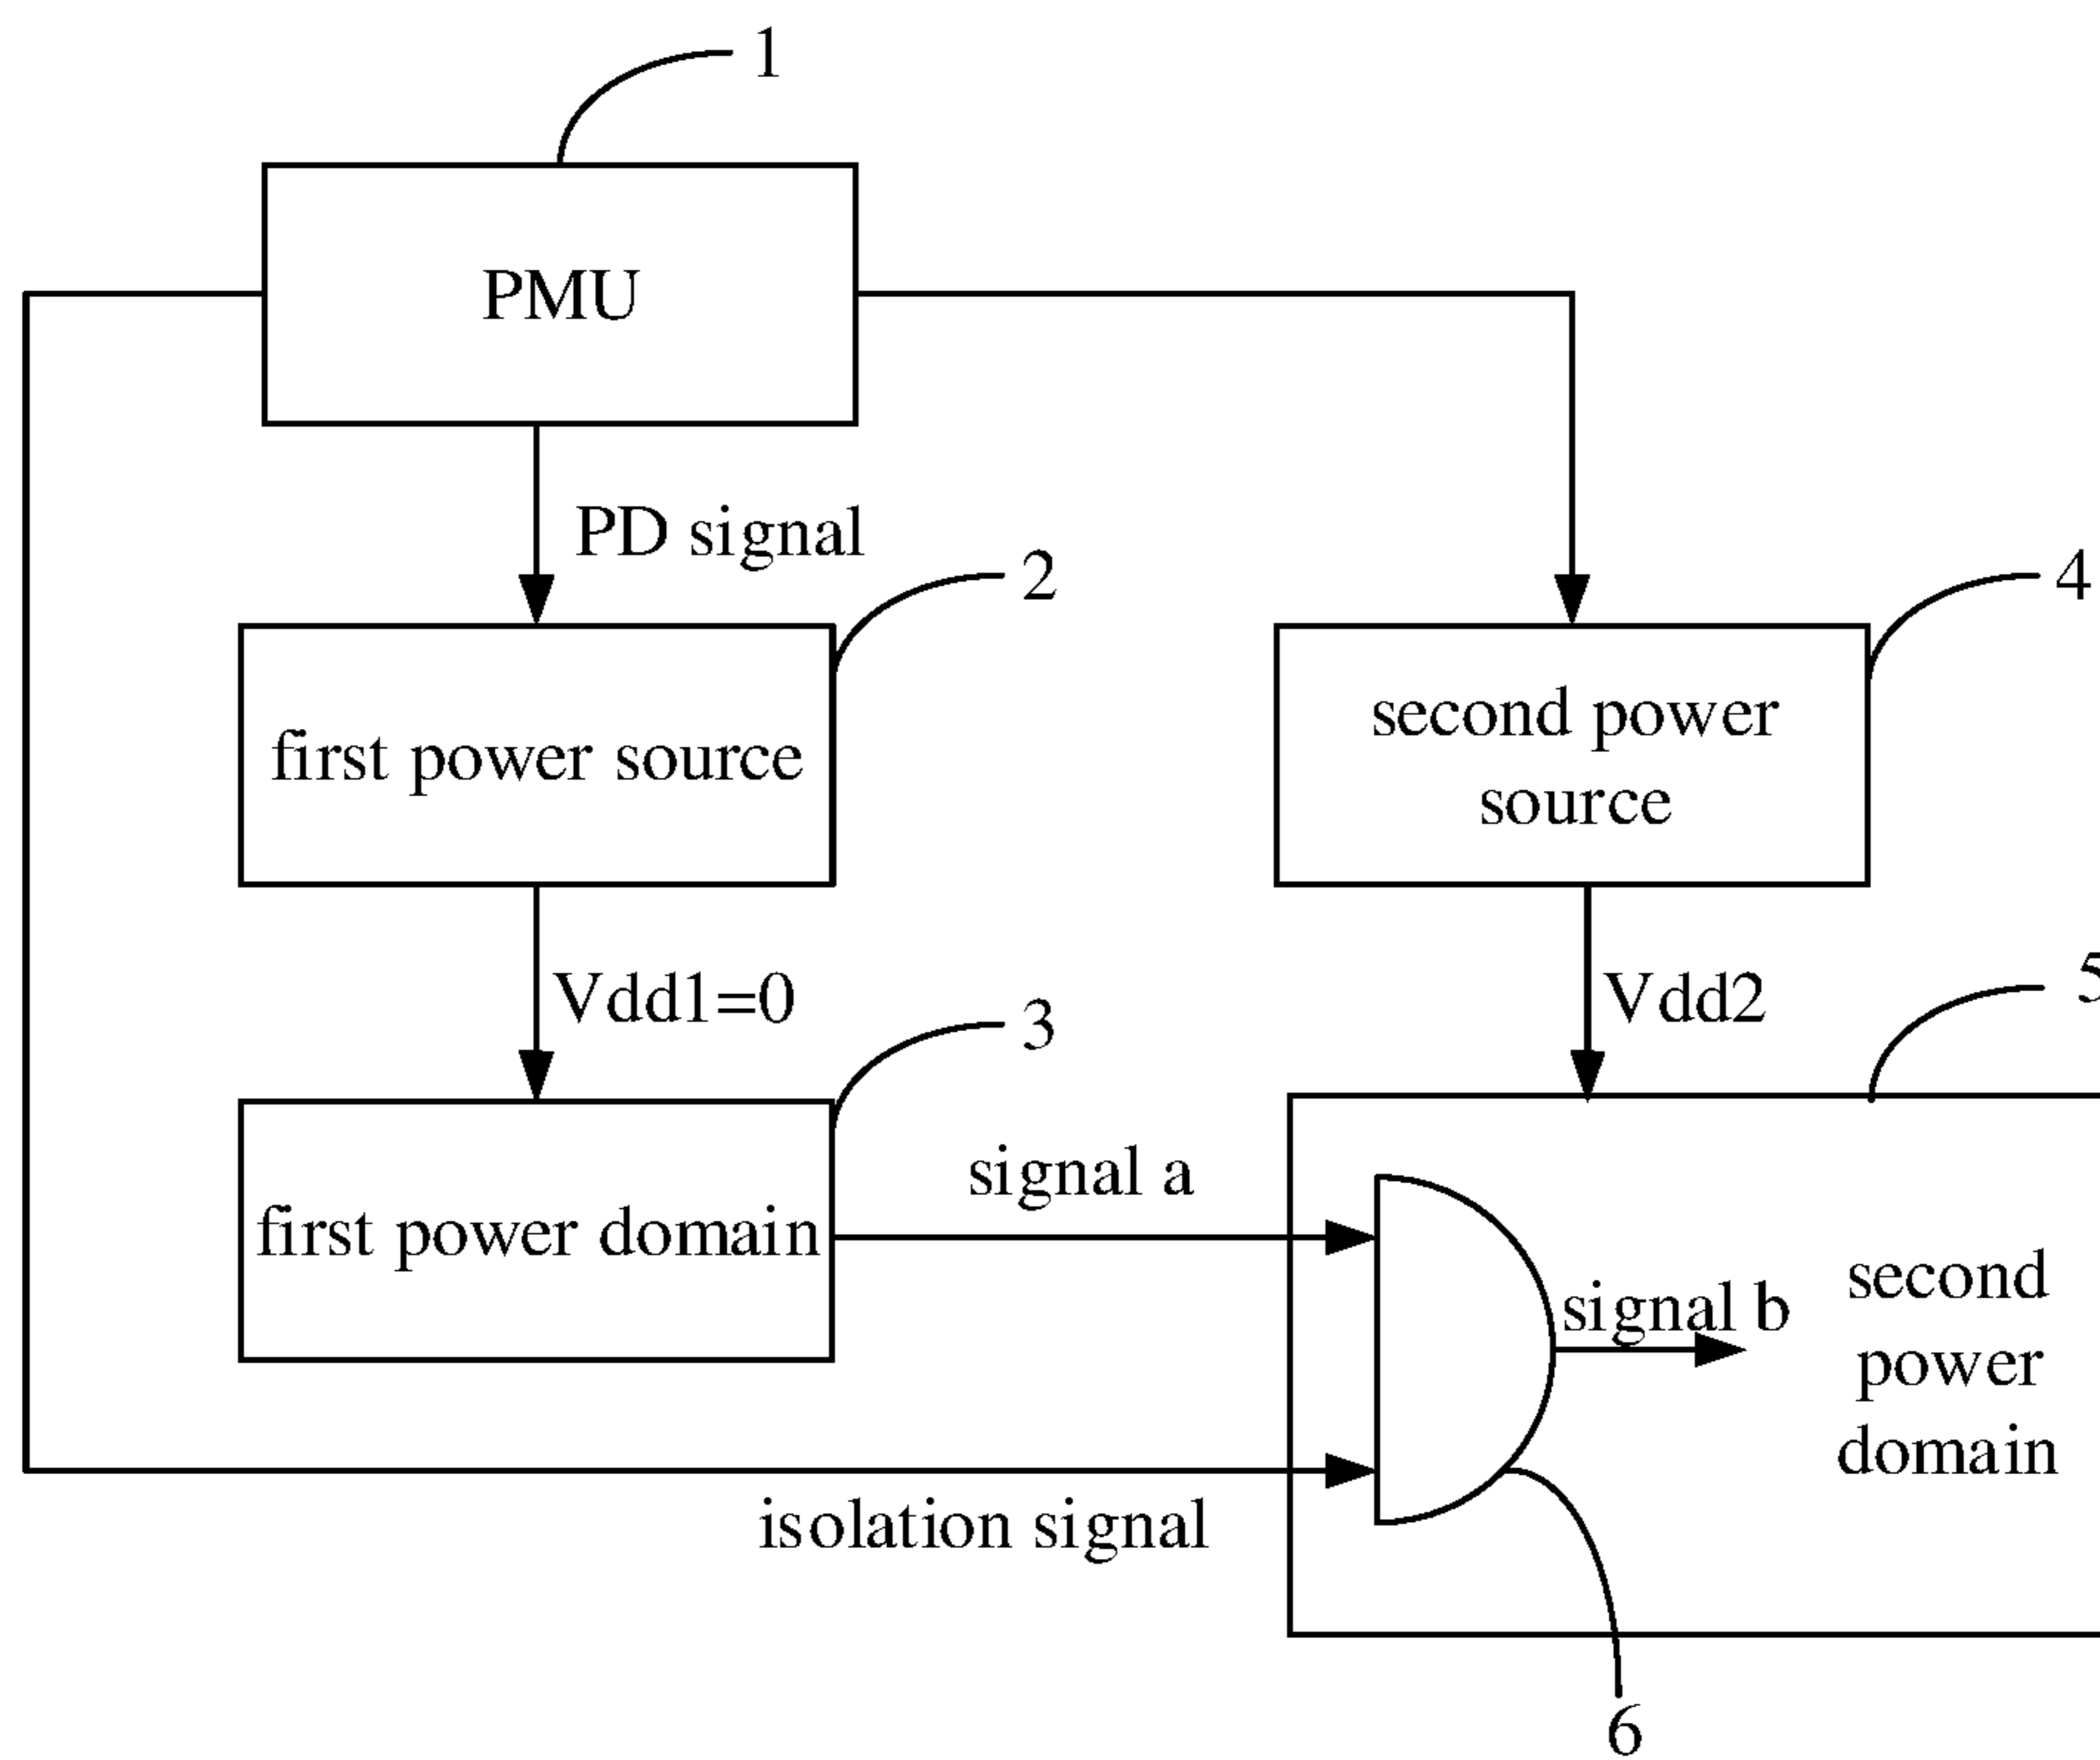 1
PMU
PD signal
2
4
first power source
second power
source
Vdd1=0
Vdd2
5
3
signal a
first power domain
signal b
second
power
domain
isolation signal
6